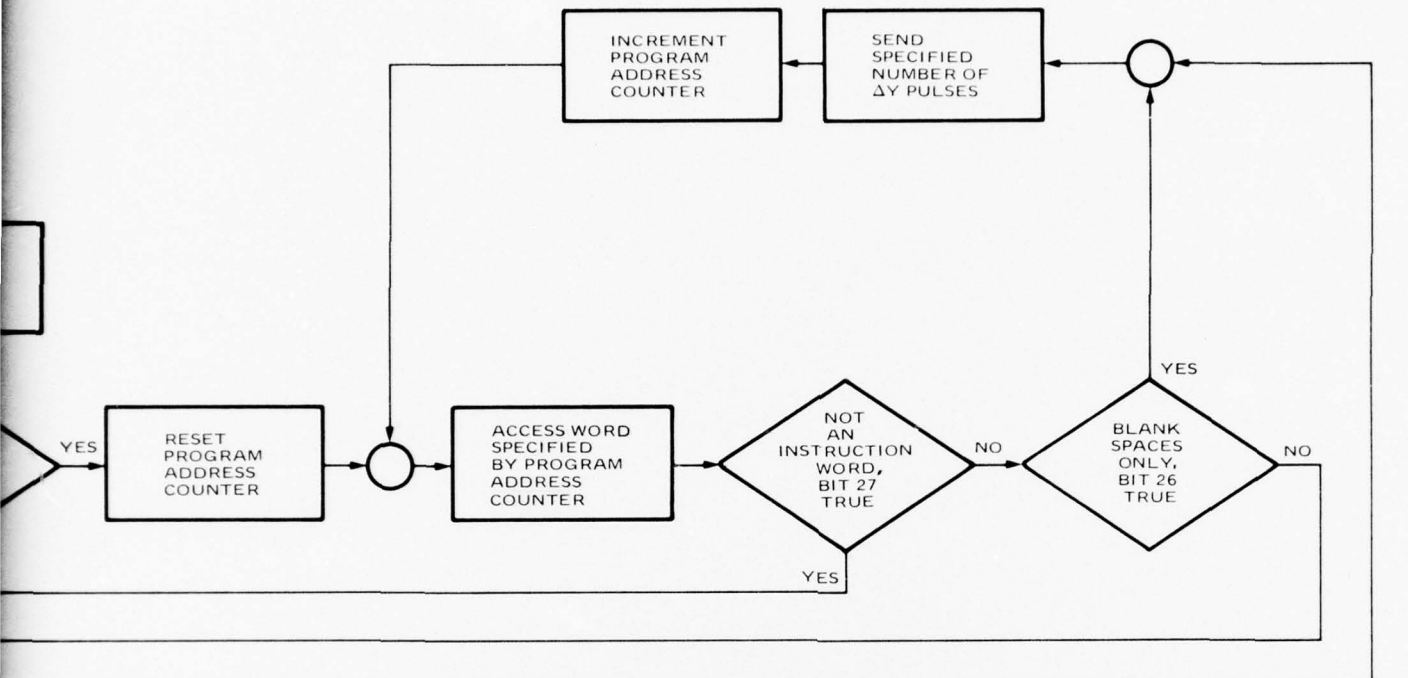 INCREMENT
PROGRAM
ADDRESS
COUNTER
SEND
SPECIFIED
NUMBER OF
ΔY PULSES
YES
YES
RESET
PROGRAM
ADDRESS
COUNTER
ACCESS WORD
SPECIFIED
BY PROGRAM
ADDRESS
COUNTER
NOT
AN
INSTRUCTION
WORD,
BIT 27
TRUE
NO
BLANK
SPACES
ONLY,
BIT 26
TRUE
NO
YES